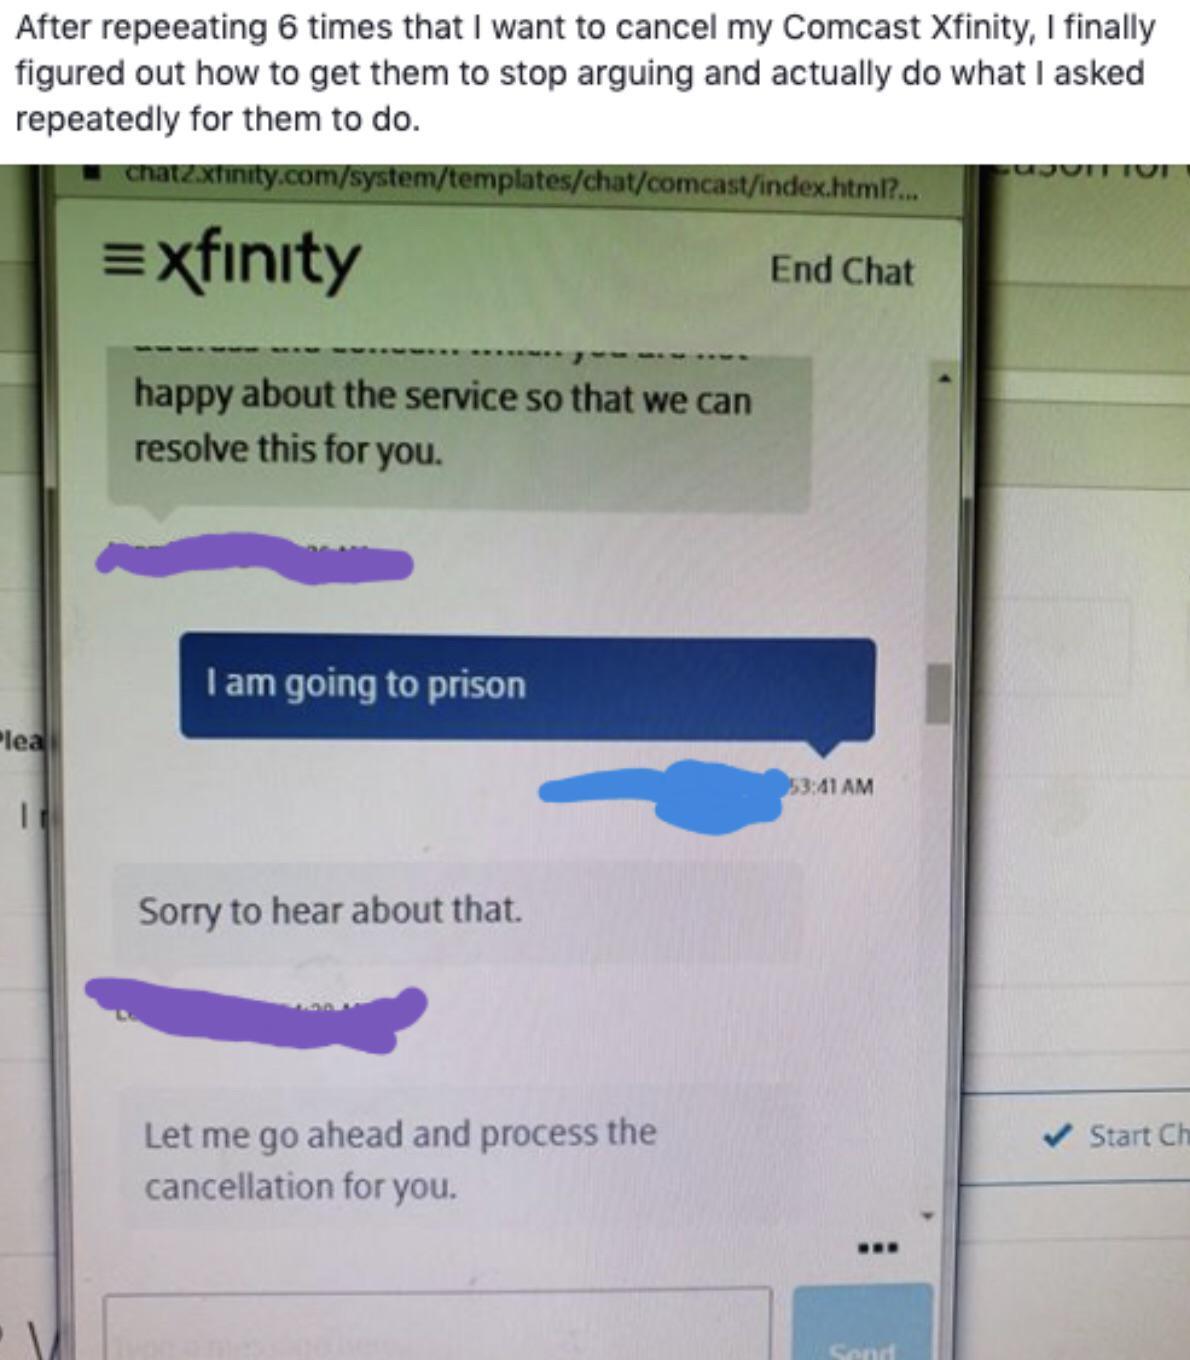 After repeeating 6 times that I want to cancel my Comcast Xfinity, I finally
figured out how to get them to stop arguing and actually do what I asked
repeatedly for them to do.
chat2.xfinity.com/system/templates/chat/comcast/index.html?...
xfinity
End Chat
happy about the service so that we can
resolve this for you.
I am going to prison
53:41 AM
Sorry to hear about that.
Let me go ahead and process the
cancellation for you.
Start Ch
Send
Plea